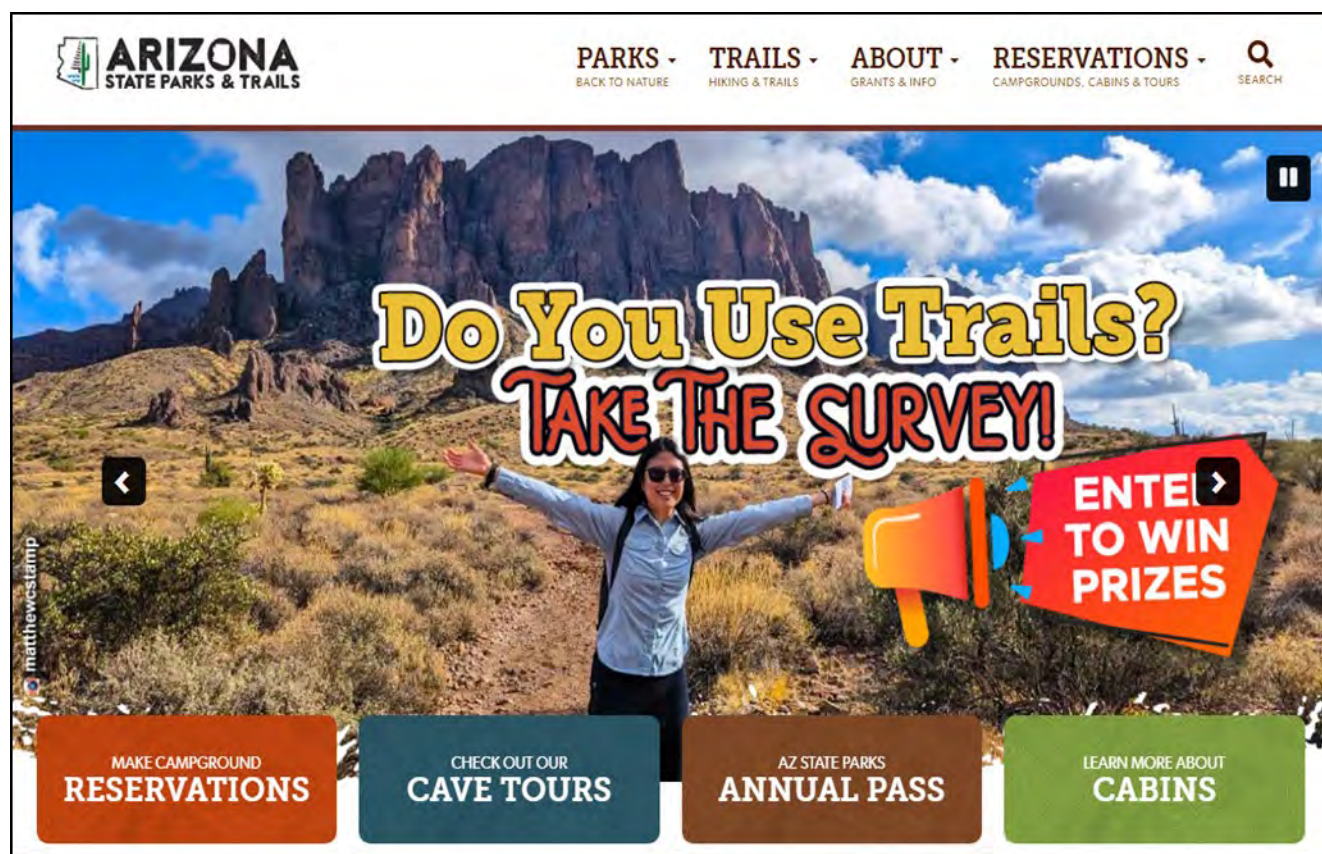 ARIZONA
STATE PARKS & TRAILS
PARKS
BACK TO NATURE
TRAILS
HIKING & TRAILS
ABOUT
GRANTS & INFO
RESERVATIONS
CAMPGROUNDS, CABINS & TOURS
SEARCH
Do You Use Trails?
TAKE THE SURVEY!
ENTER
TO WIN
PRIZES
matthewcstamp
MAKE CAMPGROUND
RESERVATIONS
CHECK OUT OUR
CAVE TOURS
AZ STATE PARKS
ANNUAL PASS
LEARN MORE ABOUT
CABINS